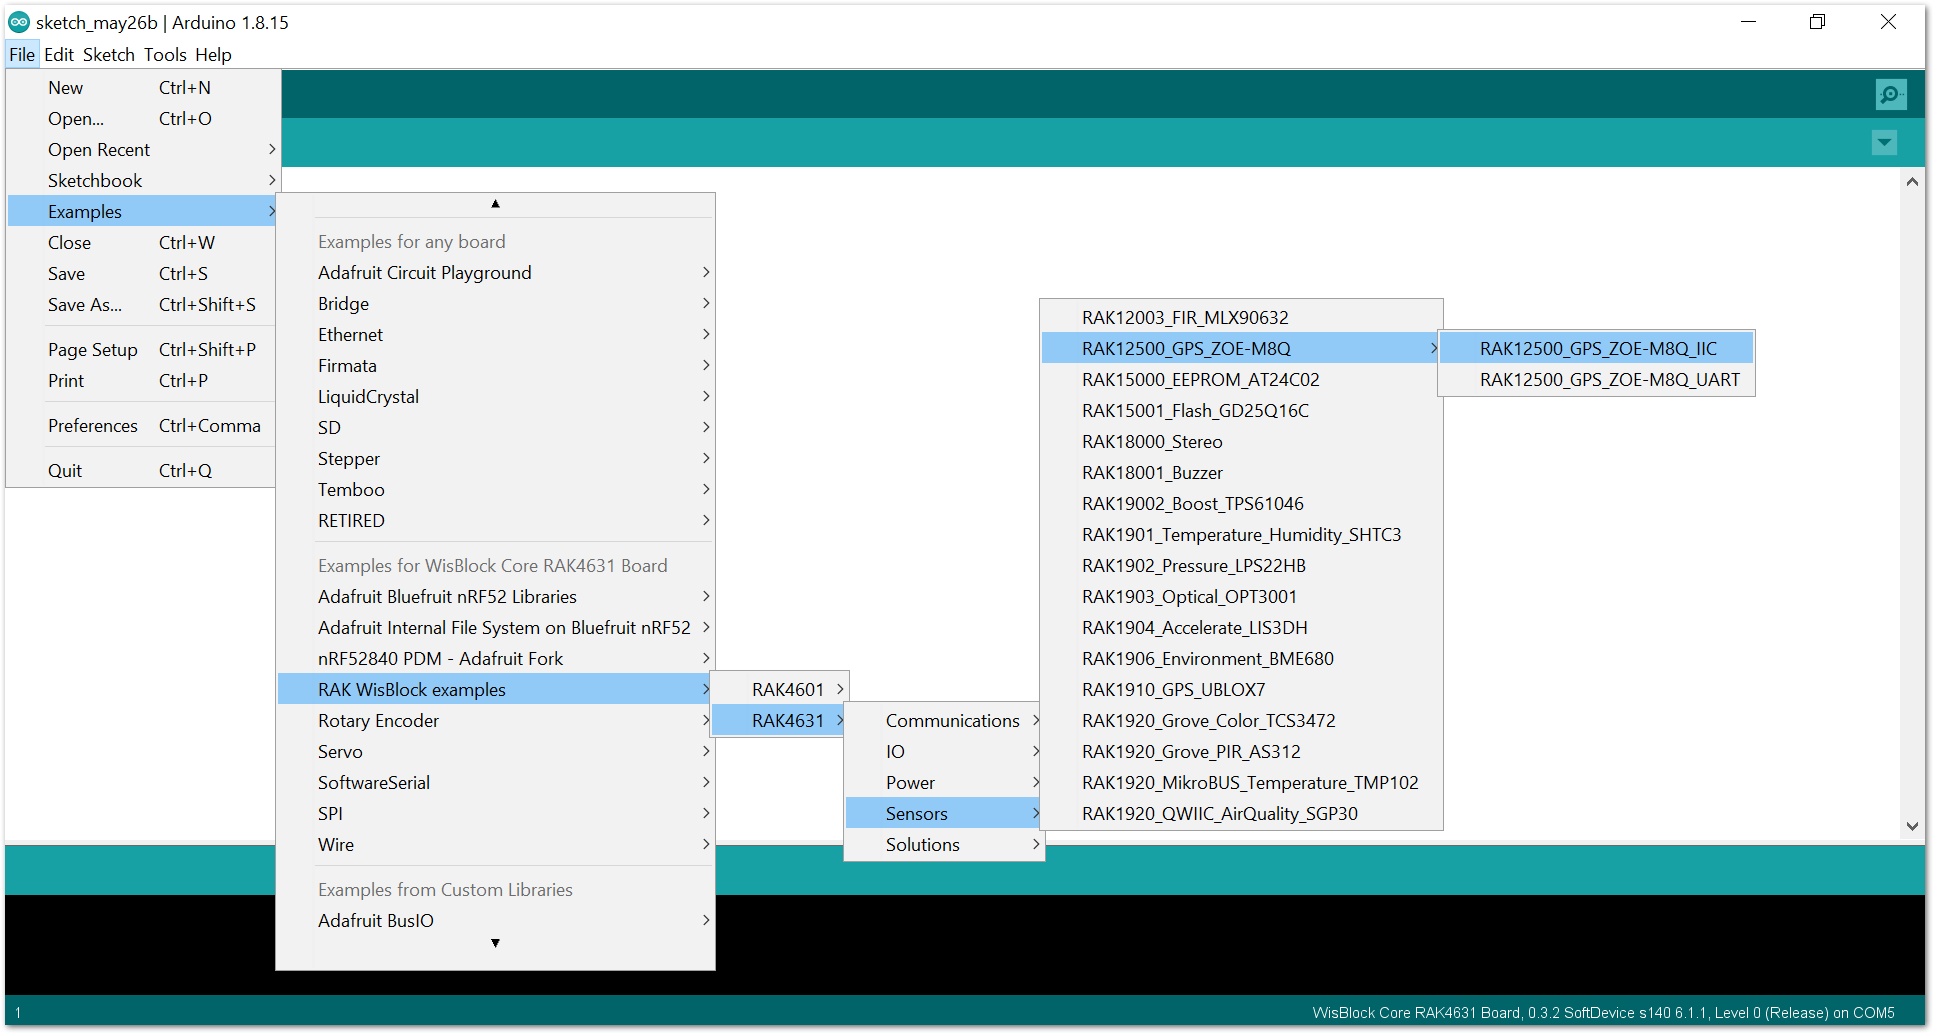 sketch_may26b | Arduino 1.8.15
File Edit Sketch Tools Help
New Ctrl+N
Open... Ctrl+O
Open Recent
Sketchbook
Examples
Close Ctrl+W
Save Ctrl+S
Save As... Ctrl+Shift+S
Page Setup Ctrl+Shift+P
Print Ctrl+P
Preferences Ctrl+Comma
Quit Ctrl+Q
Examples for any board
Adafruit Circuit Playground
Bridge
Ethernet
Firmata
LiquidCrystal
SD
Stepper
Temboo
RETIRED
Examples for WisBlock Core RAK4631 Board
Adafruit Bluefruit nRF52 Libraries
Adafruit Internal File System on Bluefruit nRF52
nRF52840 PDM - Adafruit Fork
RAK WisBlock examples
Rotary Encoder
Servo
SoftwareSerial
SPI
Wire
Examples from Custom Libraries
Adafruit BusIO
RAK4601
RAK4631
Communications
IO
Power
Sensors
Solutions
RAK12003_FIR_MLX90632
RAK12500_GPS_ZOE-M8Q
RAK15000_EEPROM_AT24C02
RAK15001_Flash_GD25Q16C
RAK18000_Stereo
RAK18001_Buzzer
RAK19002_Boost_TPS61046
RAK1901_Temperature_Humidity_SHTC3
RAK1902_Pressure_LPS22HB
RAK1903_Optical_OPT3001
RAK1904_Accelerate_LIS3DH
RAK1906_Environment_BME680
RAK1910_GPS_UBLOX7
RAK1920_Grove_Color_TCS3472
RAK1920_Grove_PIR_AS312
RAK1920_MikroBUS_Temperature_TMP102
RAK1920_QWIIC_AirQuality_SGP30
RAK12500_GPS_ZOE-M8Q_IIC
RAK12500_GPS_ZOE-M8Q_UART
1
WisBlock Core RAK4631 Board, 0.3.2 SoftDevice s140 6.1.1, Level 0 (Release) on COM5